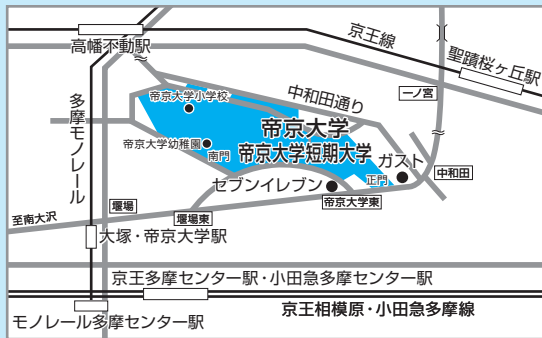 京王線
高幡不動駅
聖蹟桜ヶ丘駅
一ノ宮
中和田通り
帝京大学小学校
多摩モノレール
帝京大学
帝京大学短期大学
帝京大学幼稚園
南門
ガスト
中和田
正門
セブンイレブン
帝京大学東
堰場
堰場東
至南大沢
大塚・帝京大学駅
京王多摩センター駅・小田急多摩センター駅
京王相模原・小田急多摩線
モノレール多摩センター駅